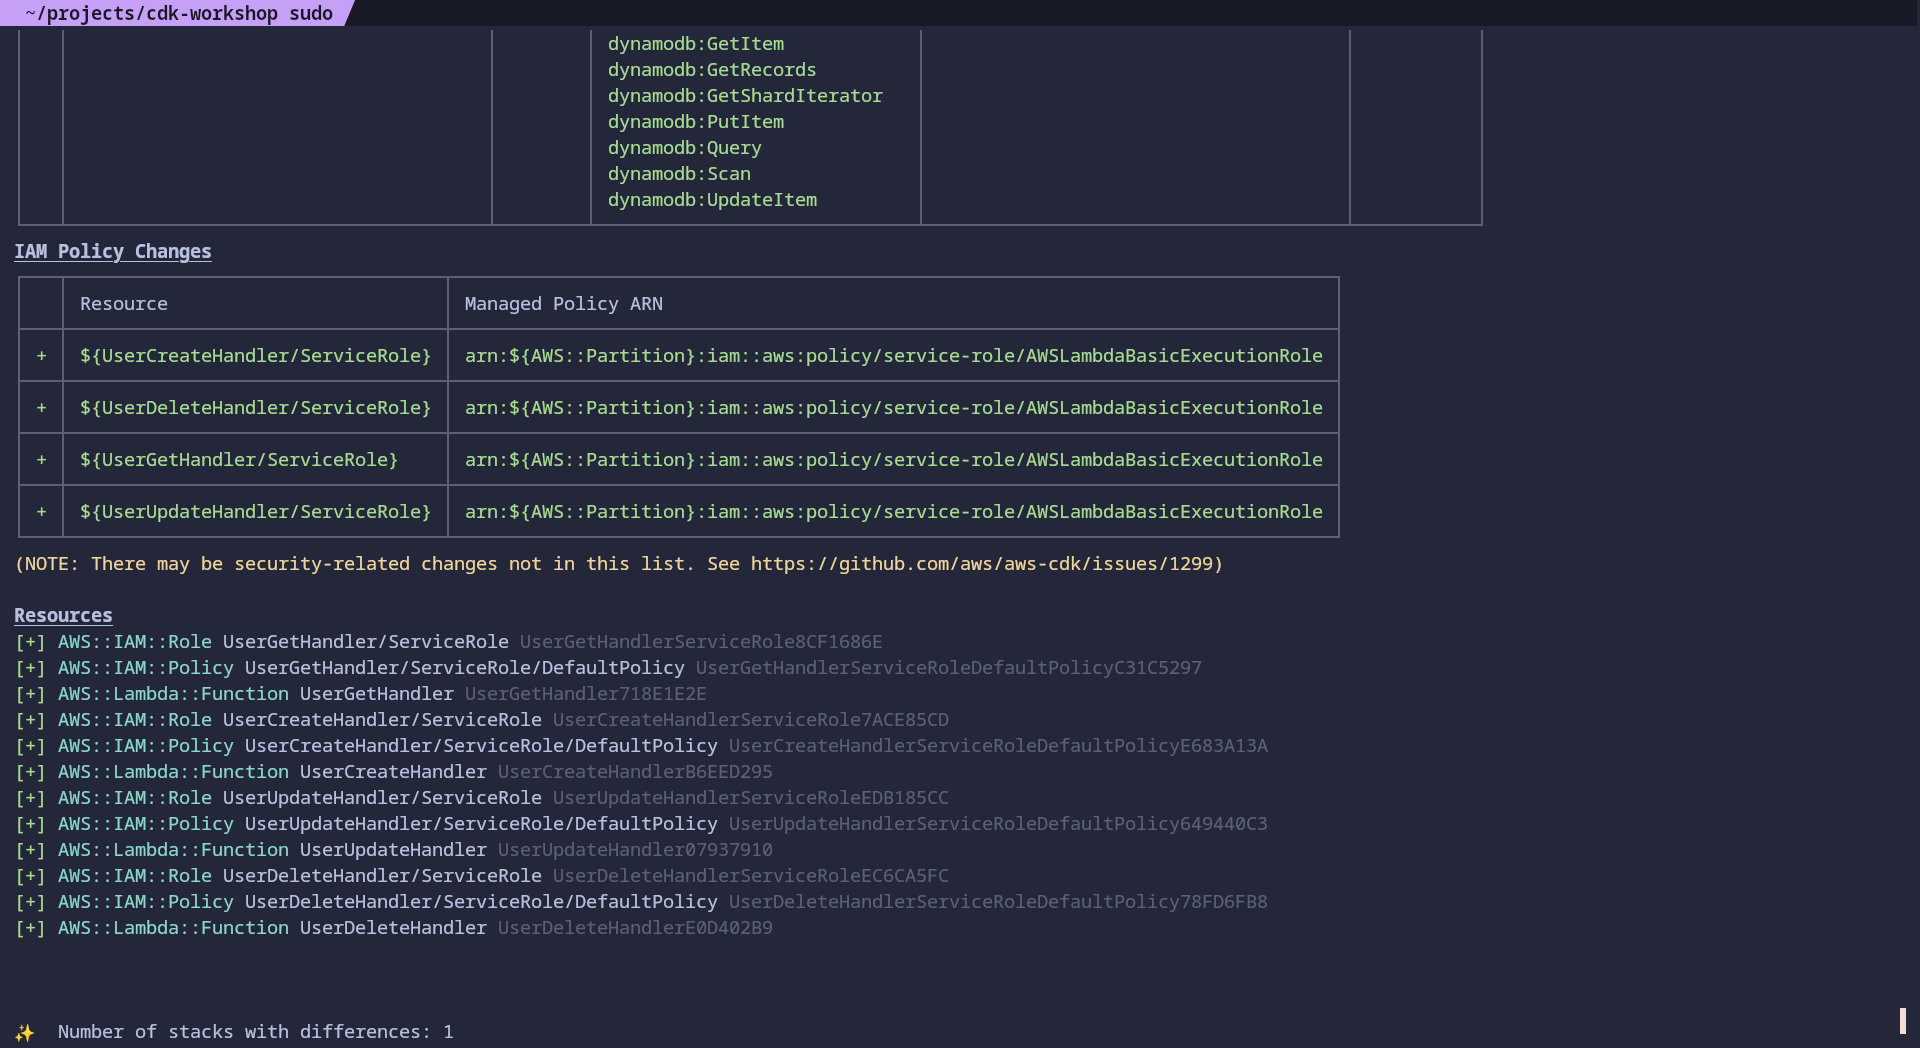 ~/projects/cdk-workshop sudo
dynamodb:GetItem
dynamodb:GetRecords
dynamodb:GetShardIterator
dynamodb:PutItem
dynamodb:Query
dynamodb:Scan
dynamodb:UpdateItem
IAM Policy Changes
Resource Managed Policy ARN
+ ${UserCreateHandler/ServiceRole} arn:${AWS::Partition}:iam::aws:policy/service-role/AWSLambdaBasicExecutionRole
+ ${UserDeleteHandler/ServiceRole} arn:${AWS::Partition}:iam::aws:policy/service-role/AWSLambdaBasicExecutionRole
+ ${UserGetHandler/ServiceRole} arn:${AWS::Partition}:iam::aws:policy/service-role/AWSLambdaBasicExecutionRole
+ ${UserUpdateHandler/ServiceRole} arn:${AWS::Partition}:iam::aws:policy/service-role/AWSLambdaBasicExecutionRole
(NOTE: There may be security-related changes not in this list. See https://github.com/aws/aws-cdk/issues/1299)
Resources
[+] AWS::IAM::Role UserGetHandler/ServiceRole UserGetHandlerServiceRole8CF1686E
[+] AWS::IAM::Policy UserGetHandler/ServiceRole/DefaultPolicy UserGetHandlerServiceRoleDefaultPolicyC31C5297
[+] AWS::Lambda::Function UserGetHandler UserGetHandler718E1E2E
[+] AWS::IAM::Role UserCreateHandler/ServiceRole UserCreateHandlerServiceRole7ACE85CD
[+] AWS::IAM::Policy UserCreateHandler/ServiceRole/DefaultPolicy UserCreateHandlerServiceRoleDefaultPolicyE683A13A
[+] AWS::Lambda::Function UserCreateHandler UserCreateHandlerB6EED295
[+] AWS::IAM::Role UserUpdateHandler/ServiceRole UserUpdateHandlerServiceRoleEDB185CC
[+] AWS::IAM::Policy UserUpdateHandler/ServiceRole/DefaultPolicy UserUpdateHandlerServiceRoleDefaultPolicy649440C3
[+] AWS::Lambda::Function UserUpdateHandler UserUpdateHandler07937910
[+] AWS::IAM::Role UserDeleteHandler/ServiceRole UserDeleteHandlerServiceRoleEC6CA5FC
[+] AWS::IAM::Policy UserDeleteHandler/ServiceRole/DefaultPolicy UserDeleteHandlerServiceRoleDefaultPolicy78FD6FB8
[+] AWS::Lambda::Function UserDeleteHandler UserDeleteHandlerE0D402B9
✨ Number of stacks with differences: 1